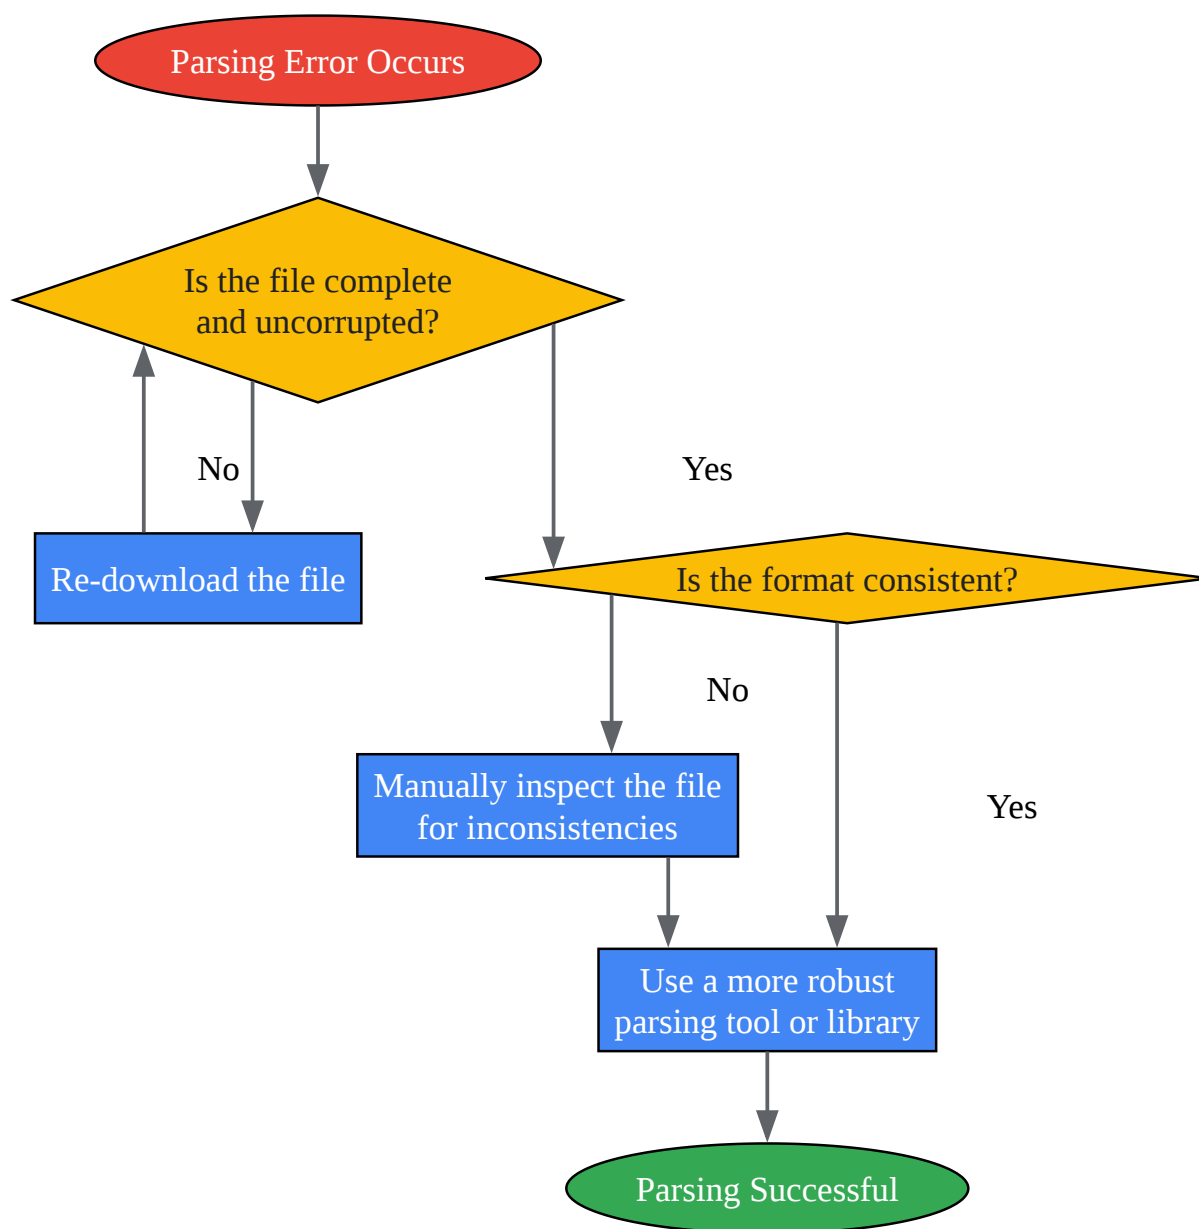 Parsing Error Occurs
Is the file complete
and uncorrupted?
No
Yes
Re-download the file
Is the format consistent?
No
Manually inspect the file
for inconsistencies
Yes
Use a more robust
parsing tool or library
Parsing Successful